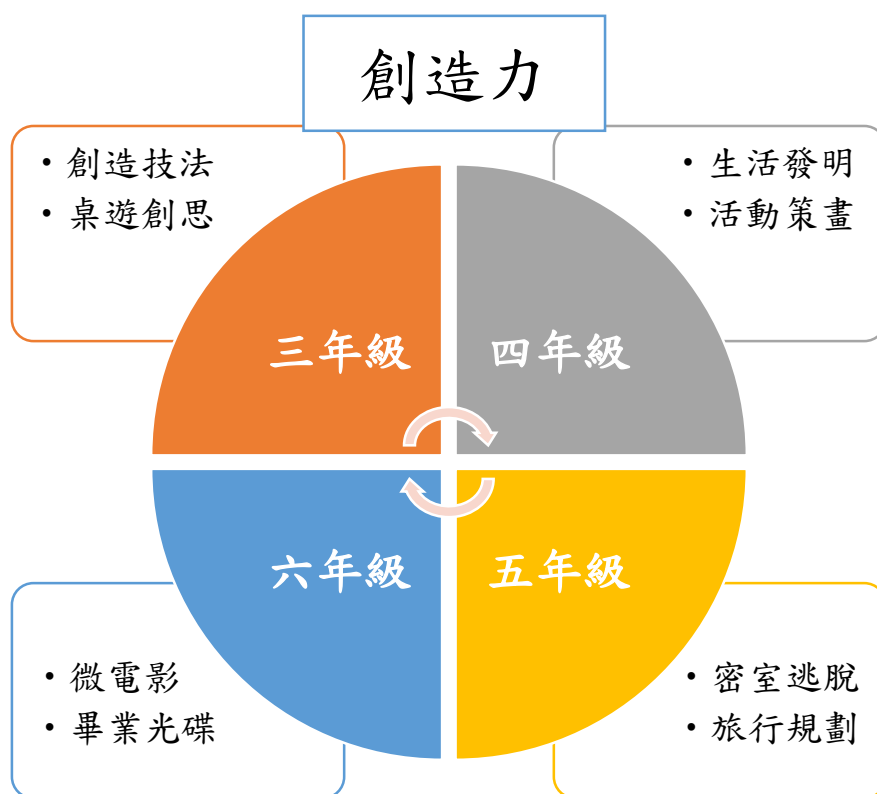 創造力
・創造技法
・桌遊創思
・生活發明
・活動策畫
三年級
四年級
六年級
五年級
・微電影
・畢業光碟
・密室逃脫
・旅行規劃